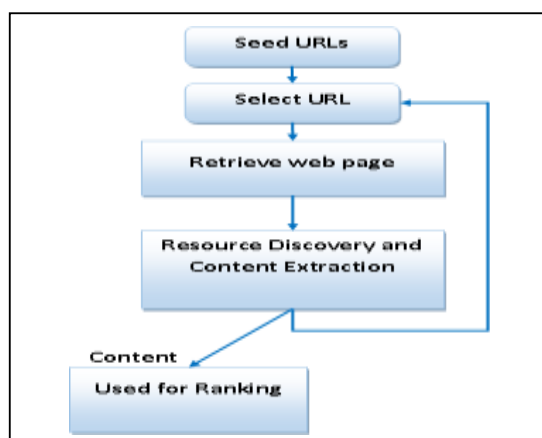 Seed URLs
Select URL
Retrieve web page
Resource Discovery and
Content Extraction
Content
Used for Ranking